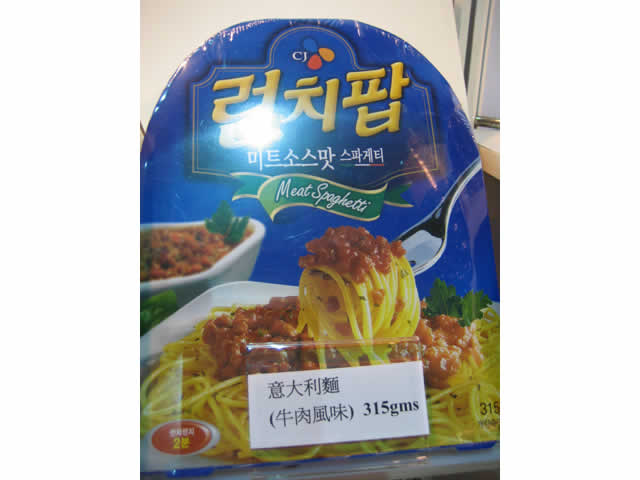 CJ
런치팝
미트소스맛 스파게티
Meat Spaghetti
意大利麵
(牛肉風味) 315gms
315
전자렌지
2분